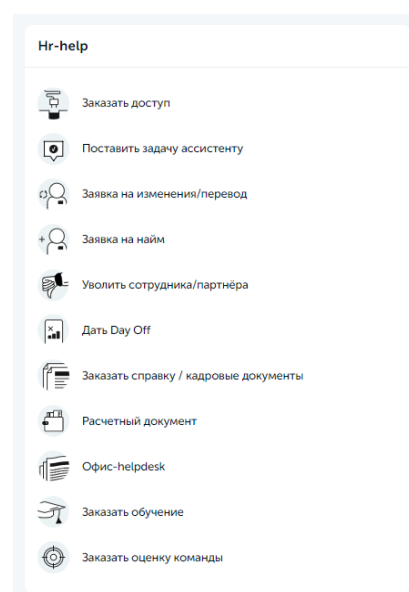 Hr-help
Заказать доступ
Поставить задачу ассистенту
Заявка на изменения/перевод
Заявка на найм
Уволить сотрудника/партнёра
Дать Day Off
Заказать справку / кадровые документы
Расчетный документ
Офис-helpdesk
Заказать обучение
Заказать оценку команды